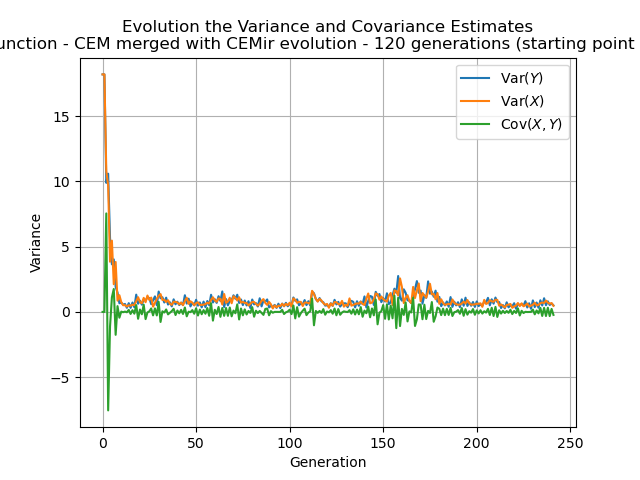 Evolution the Variance and Covariance Estimates
unction - CEM merged with CEMir evolution - 120 generations (starting point
Var(Y)
Var(X)
Cov(X, Y)
15
10
5
0
−5
Variance
0 50 100 150 200 250
Generation